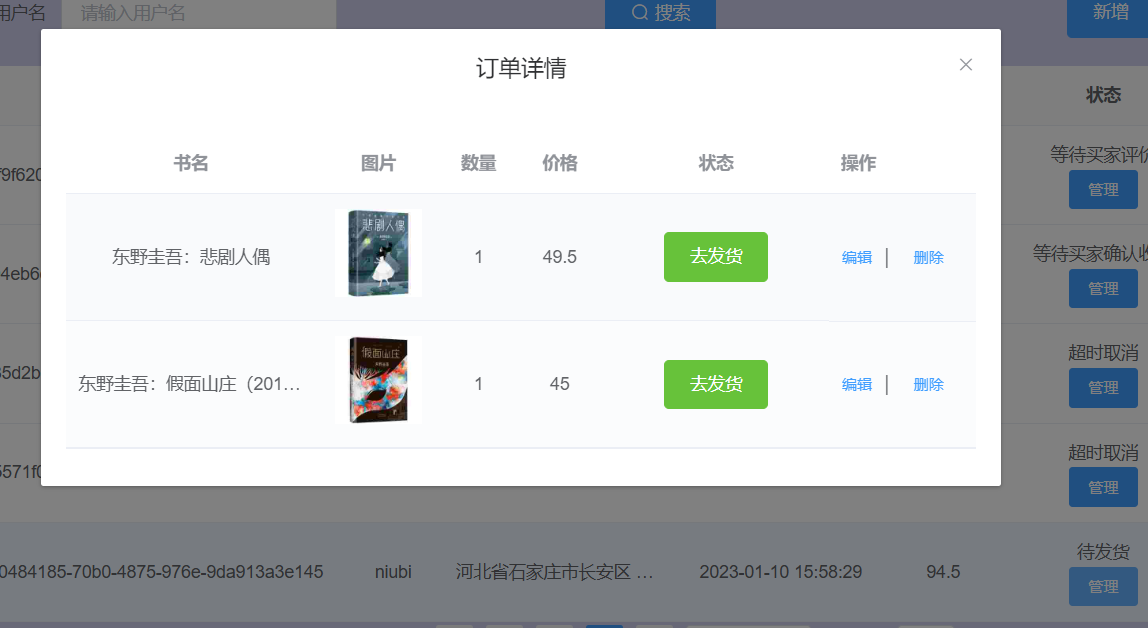 用户名 请输入用户名 搜索 新增
订单详情
状态
书名 图片 数量 价格 状态 操作
等待买家评价
管理
东野圭吾：悲剧人偶 悲剧人偶 1 49.5 去发货 编辑 | 删除
等待买家确认收
管理
超时取消
管理
东野圭吾：假面山庄（201… 假面山庄 1 45 去发货 编辑 | 删除
超时取消
管理
待发货
0484185-70b0-4875-976e-9da913a3e145 niubi 河北省石家庄市长安区 … 2023-01-10 15:58:29 94.5
管理